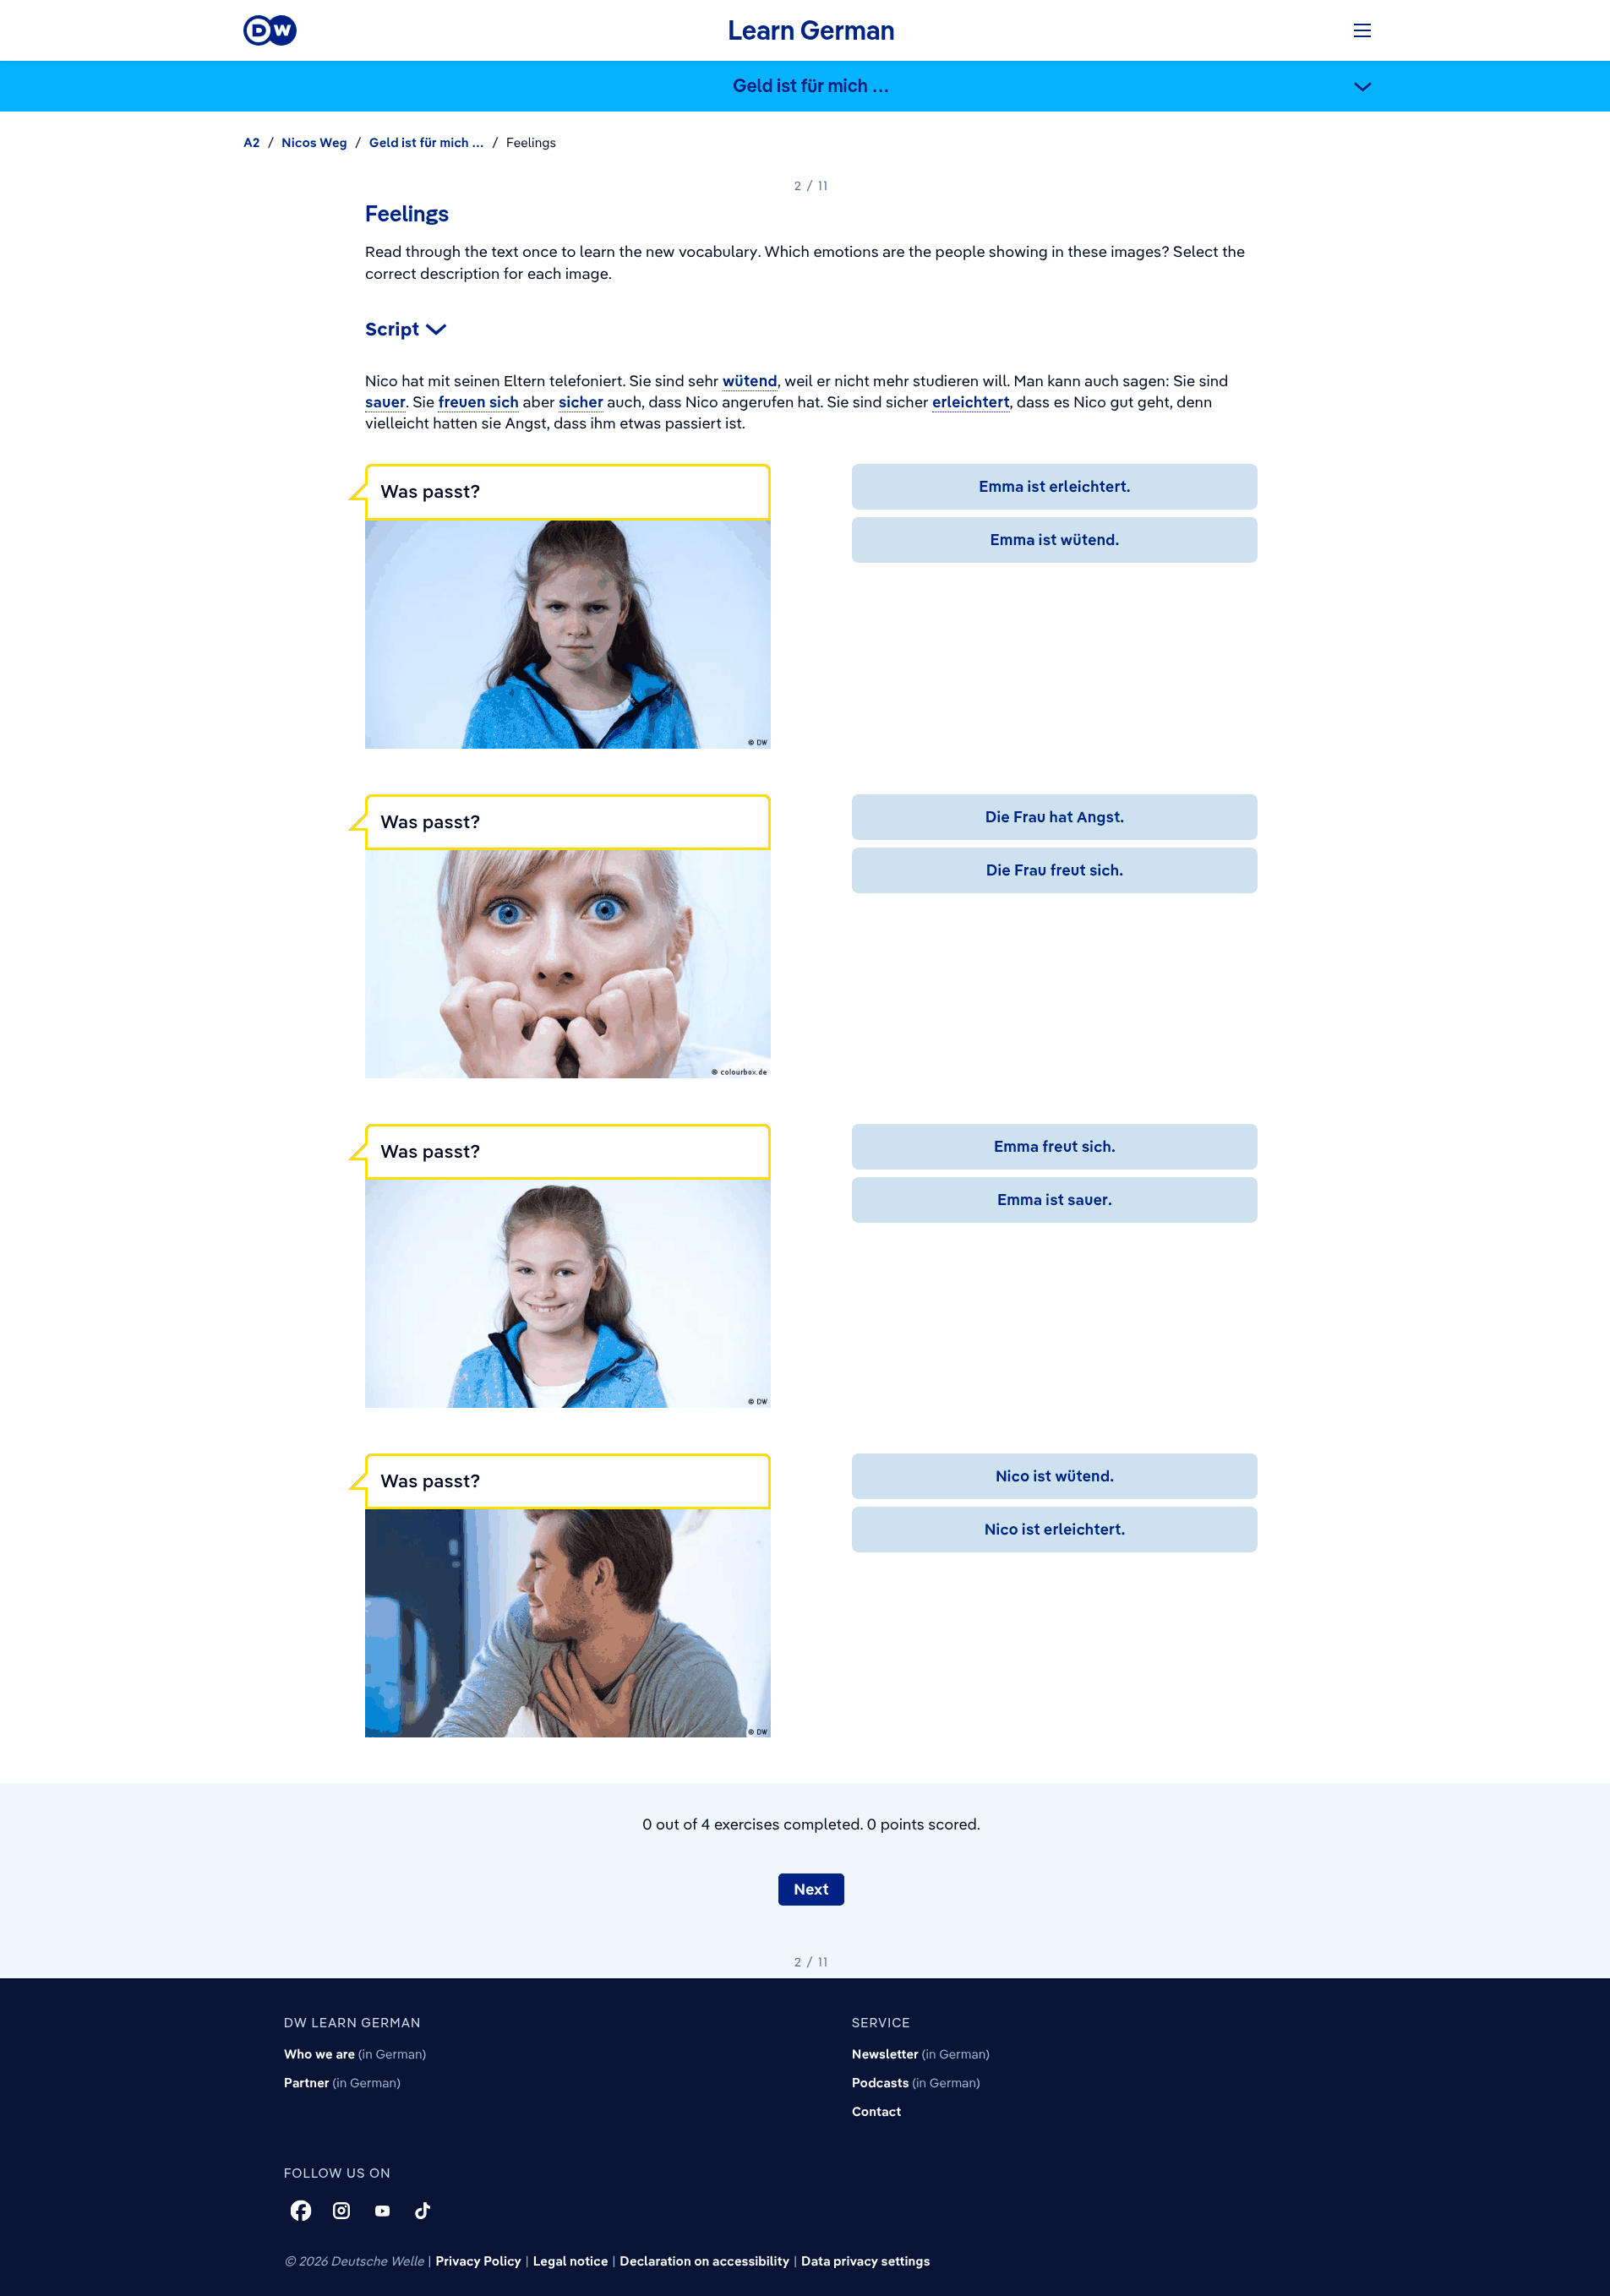 DW
Learn German
Geld ist für mich …
A2 / Nicos Weg / Geld ist für mich … / Feelings
2 / 11
Feelings
Read through the text once to learn the new vocabulary. Which emotions are the people showing in these images? Select the
correct description for each image.
Script
Nico hat mit seinen Eltern telefoniert. Sie sind sehr wütend, weil er nicht mehr studieren will. Man kann auch sagen: Sie sind
sauer. Sie freuen sich aber sicher auch, dass Nico angerufen hat. Sie sind sicher erleichtert, dass es Nico gut geht, denn
vielleicht hatten sie Angst, dass ihm etwas passiert ist.
Was passt?
© DW
Emma ist erleichtert.
Emma ist wütend.
Was passt?
© colourbox.de
Die Frau hat Angst.
Die Frau freut sich.
Was passt?
© DW
Emma freut sich.
Emma ist sauer.
Was passt?
© DW
Nico ist wütend.
Nico ist erleichtert.
0 out of 4 exercises completed. 0 points scored.
Next
2 / 11
DW LEARN GERMAN
Who we are (in German)
Partner (in German)
SERVICE
Newsletter (in German)
Podcasts (in German)
Contact
FOLLOW US ON
© 2026 Deutsche Welle | Privacy Policy | Legal notice | Declaration on accessibility | Data privacy settings